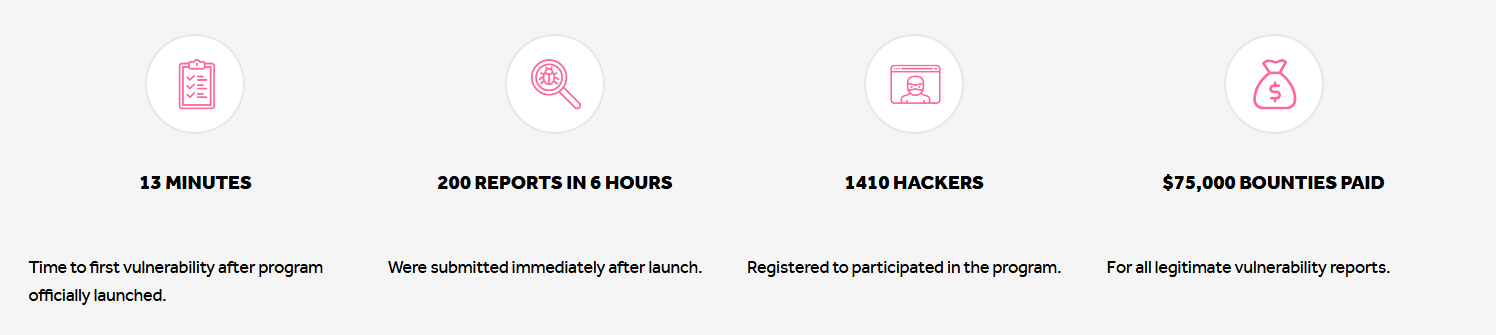 13 MINUTES
Time to first vulnerability after program
officially launched.
200 REPORTS IN 6 HOURS
Were submitted immediately after launch.
1410 HACKERS
Registered to participated in the program.
$75,000 BOUNTIES PAID
For all legitimate vulnerability reports.